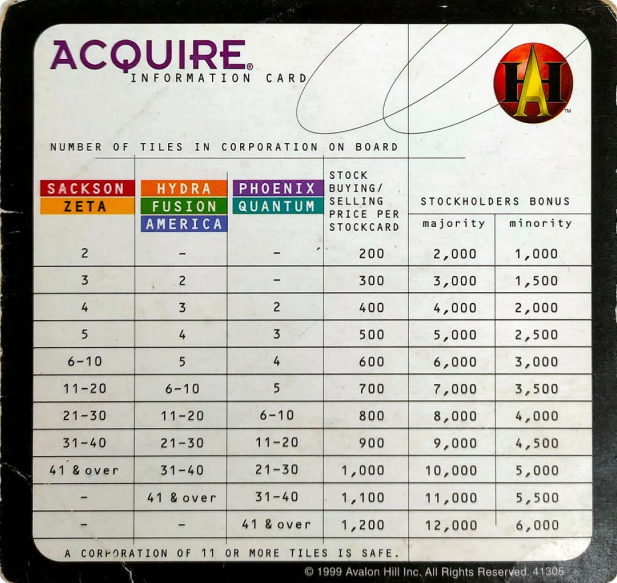 ACQUIRE®
INFORMATION CARD
HA™
NUMBER OF TILES IN CORPORATION ON BOARD
SACKSON HYDRA PHOENIX STOCK BUYING/ SELLING PRICE PER STOCKCARD STOCKHOLDERS BONUS
ZETA FUSION QUANTUM majority minority
AMERICA
2 – – 200 2,000 1,000
3 2 – 300 3,000 1,500
4 3 2 400 4,000 2,000
5 4 3 500 5,000 2,500
6–10 5 4 600 6,000 3,000
11–20 6–10 5 700 7,000 3,500
21–30 11–20 6–10 800 8,000 4,000
31–40 21–30 11–20 900 9,000 4,500
41 & over 31–40 21–30 1,000 10,000 5,000
– 41 & over 31–40 1,100 11,000 5,500
– – 41 & over 1,200 12,000 6,000
A CORPORATION OF 11 OR MORE TILES IS SAFE.
© 1999 Avalon Hill Inc. All Rights Reserved. 41305